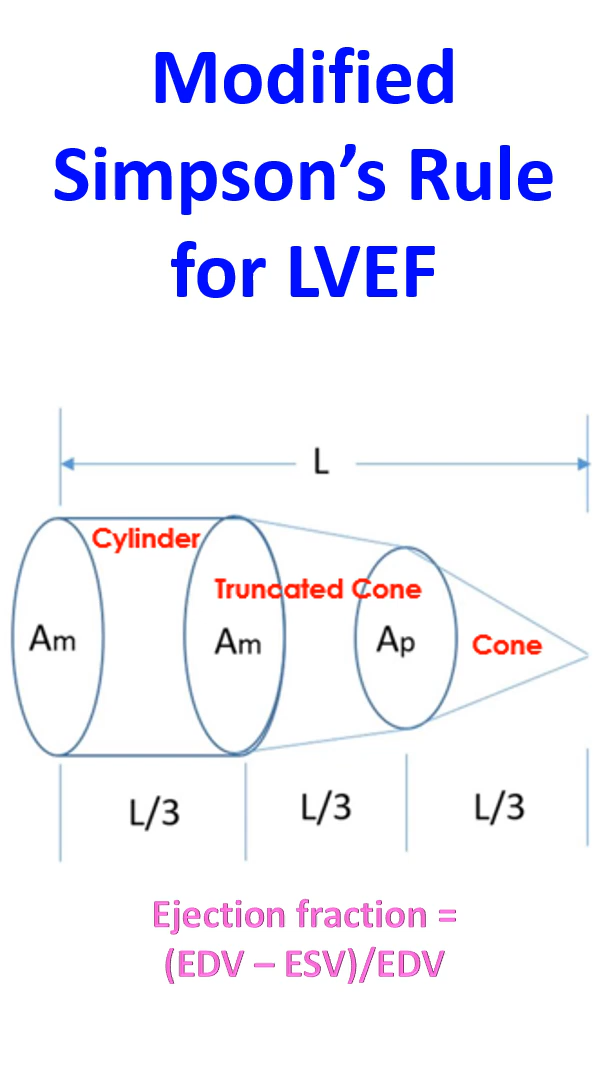 Modified
Simpson’s Rule
for LVEF
L
Cylinder
Truncated Cone
Am
Am
Ap
Cone
L/3
L/3
L/3
Ejection fraction =
(EDV – ESV)/EDV